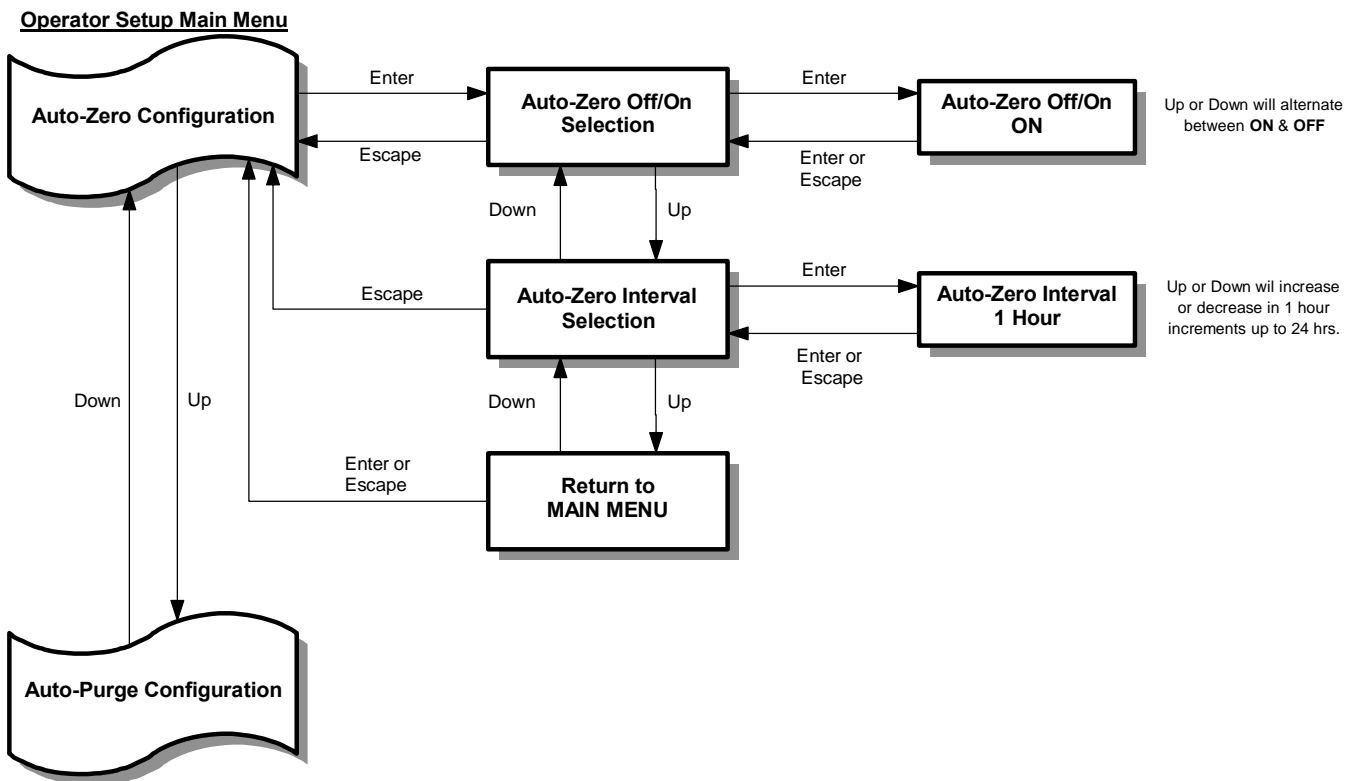 Operator Setup Main Menu
Auto-Zero Configuration
Enter
Escape
Auto-Zero Off/On
Selection
Enter
Enter or
Escape
Auto-Zero Off/On
ON
Up or Down will alternate
between ON & OFF
Down
Up
Escape
Auto-Zero Interval
Selection
Enter
Enter or
Escape
Auto-Zero Interval
1 Hour
Up or Down wil increase
or decrease in 1 hour
increments up to 24 hrs.
Down
Up
Down
Up
Enter or
Escape
Return to
MAIN MENU
Auto-Purge Configuration